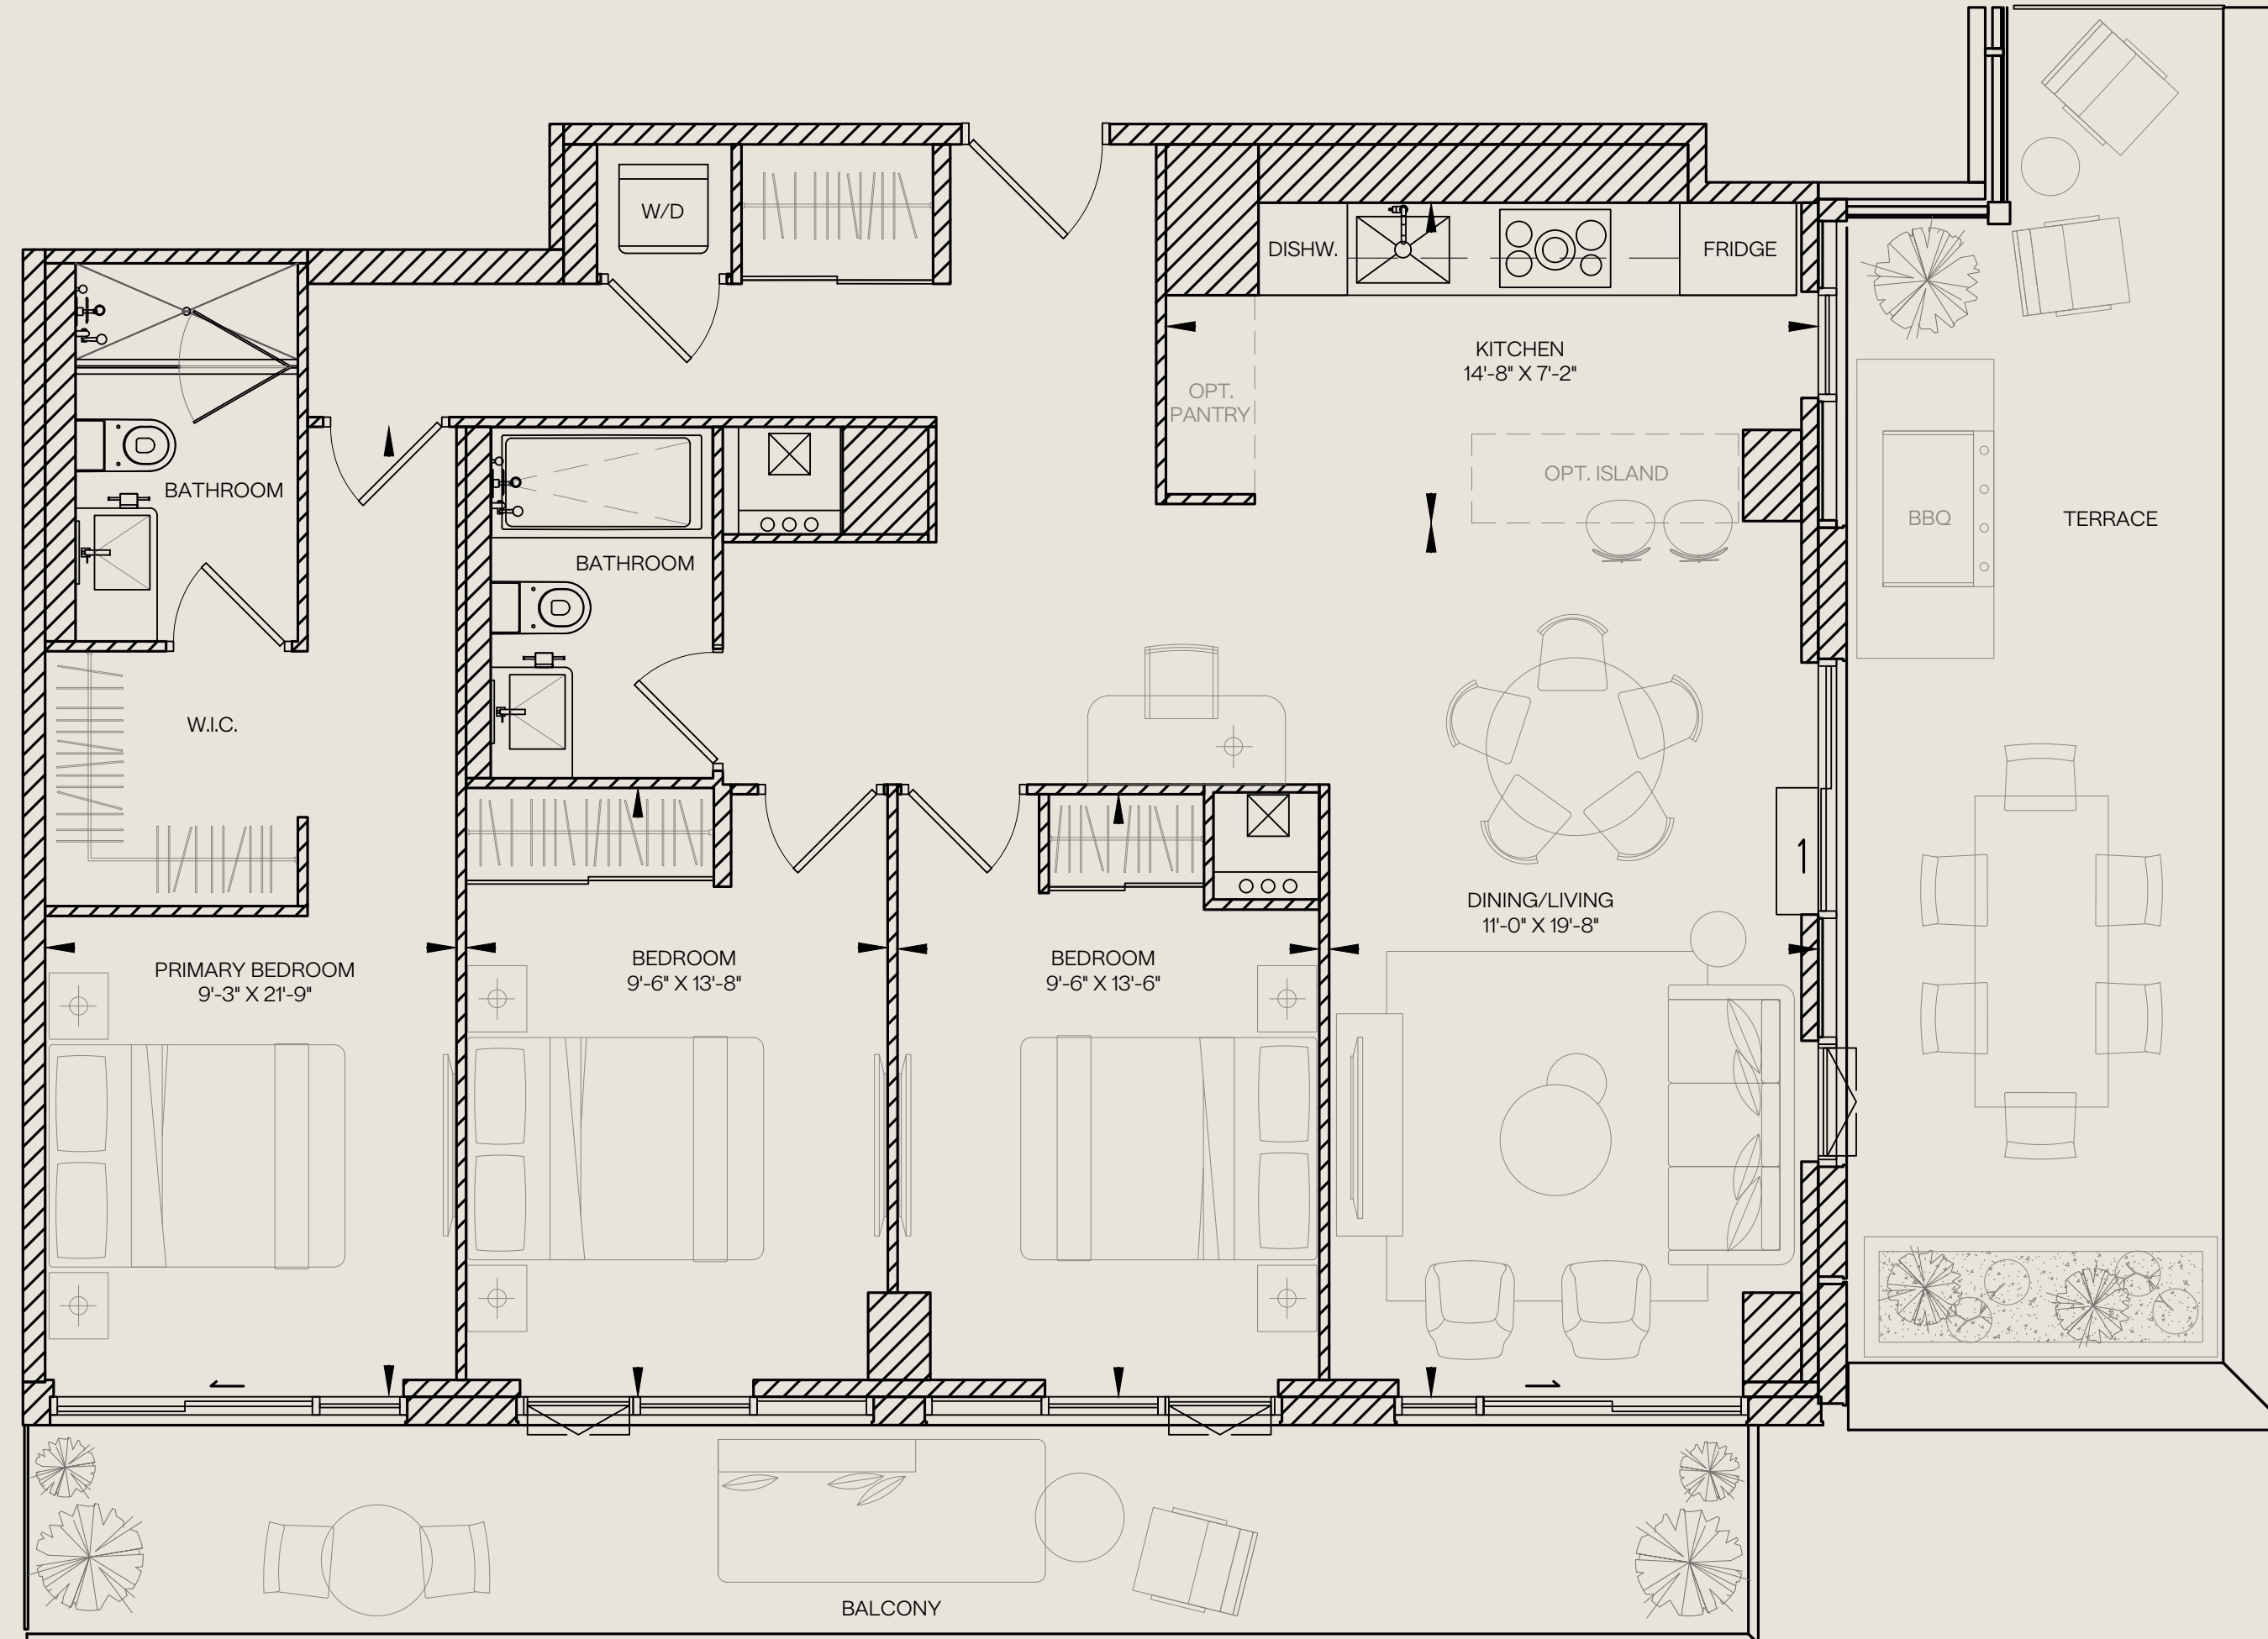 W/D
DISHW.
FRIDGE
KITCHEN
14'-8" X 7'-2"
OPT.
PANTRY
OPT. ISLAND
BATHROOM
BBQ
TERRACE
BATHROOM
W.I.C.
DINING/LIVING
11'-0" X 19'-8"
PRIMARY BEDROOM
9'-3" X 21'-9"
BEDROOM
9'-6" X 13'-8"
BEDROOM
9'-6" X 13'-6"
BALCONY